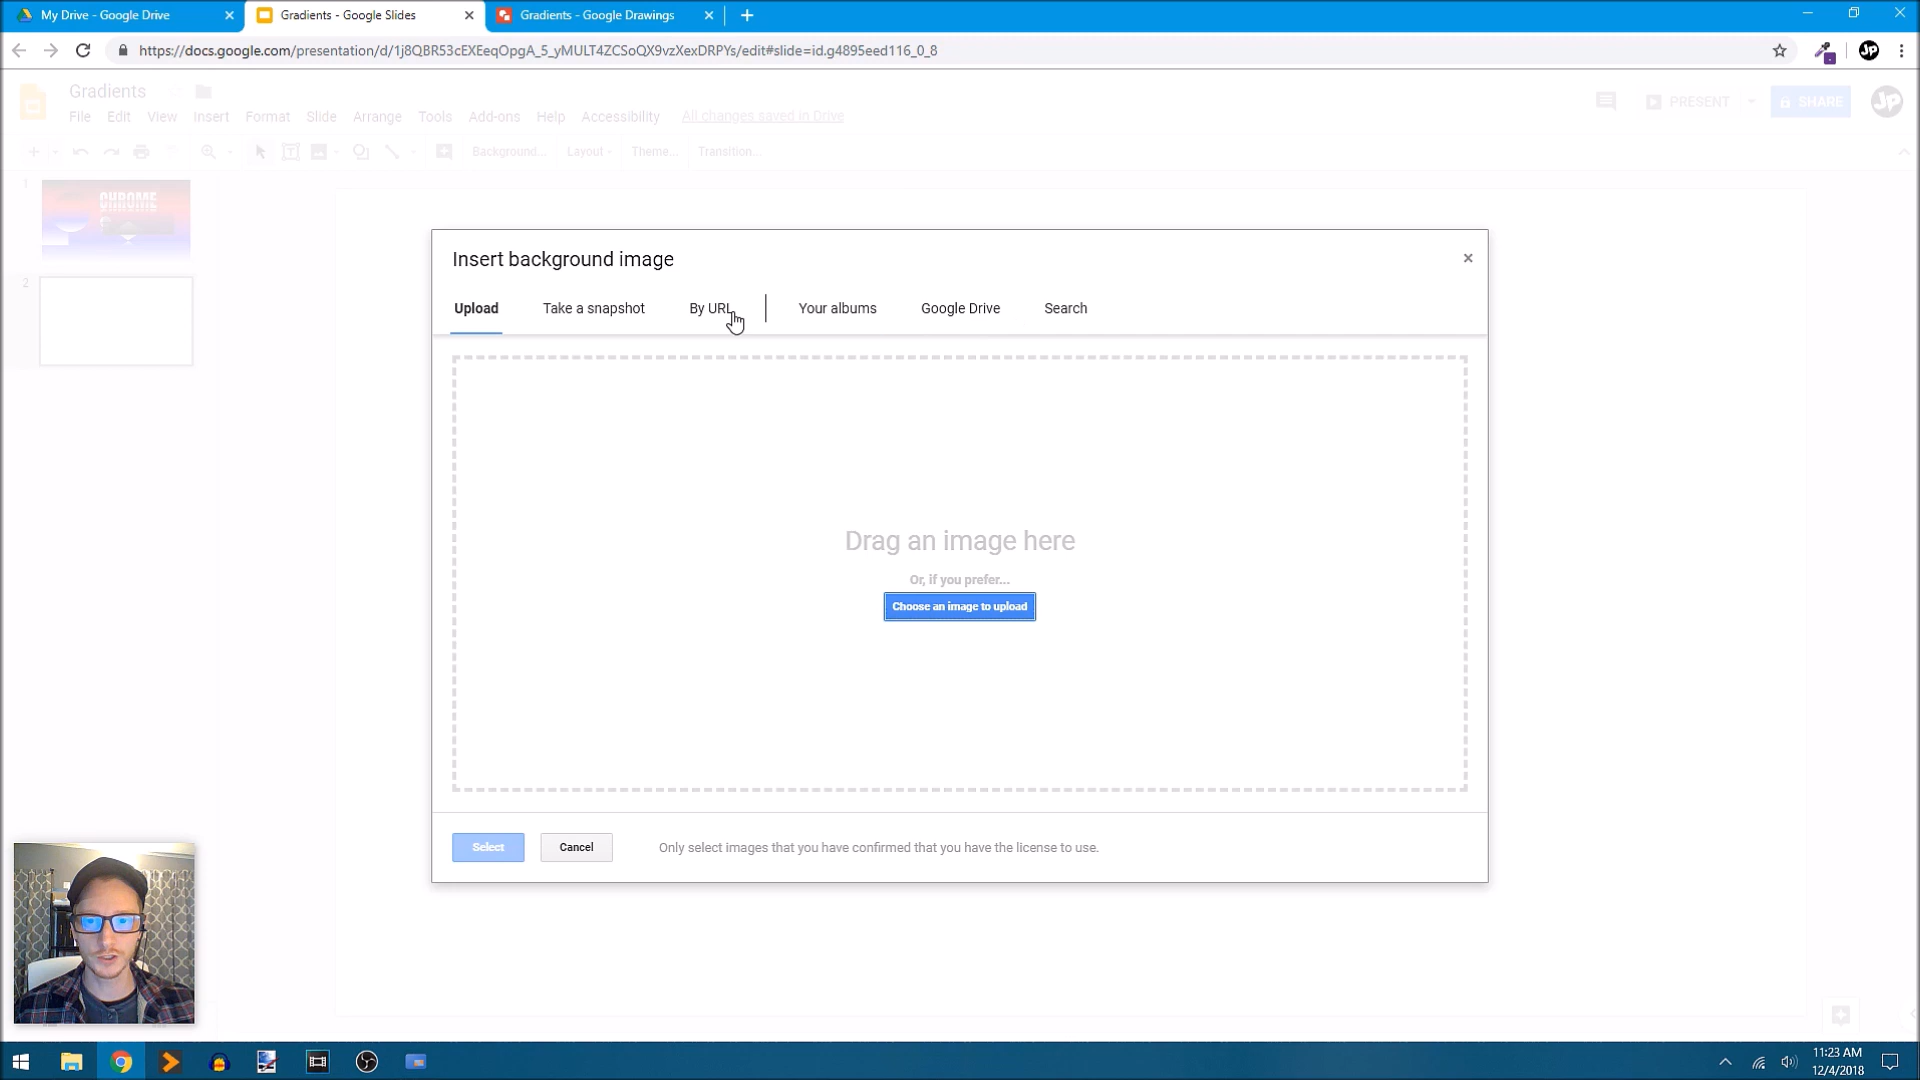 My Drive - Google Drive
Gradients - Google Slides
Gradients - Google Drawings
https://docs.google.com/presentation/d/1j8QBR53cEXEeqOpgA_5_yMULT4ZCSoQX9vzXexDRPYs/edit#slide=id.g4895eed116_0_8
JP
Gradients
File Edit View Insert Format Slide Arrange Tools Add-ons Help Accessibility All changes saved in Drive
PRESENT
SHARE
JP
Background... Layout Theme... Transition...
1
CHROME
2
Insert background image
Upload Take a snapshot By URL Your albums Google Drive Search
Drag an image here
Or, if you prefer...
Choose an image to upload
Select Cancel Only select images that you have confirmed that you have the license to use.
11:23 AM
12/4/2018